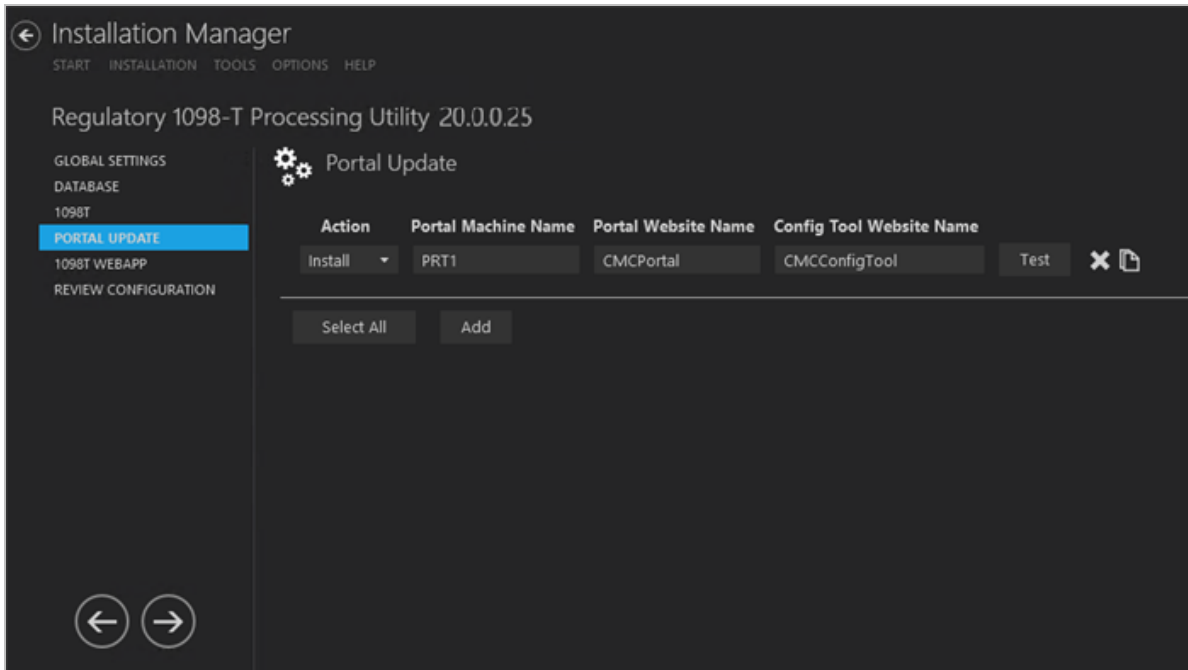 Installation Manager
START INSTALLATION TOOLS OPTIONS HELP
Regulatory 1098-T Processing Utility 20.0.0.25
GLOBAL SETTINGS
DATABASE
1098T
PORTAL UPDATE
1098T WEBAPP
REVIEW CONFIGURATION
Portal Update
Action Portal Machine Name Portal Website Name Config Tool Website Name
Install PRT1 CMCPortal CMCConfigTool Test
Select All Add